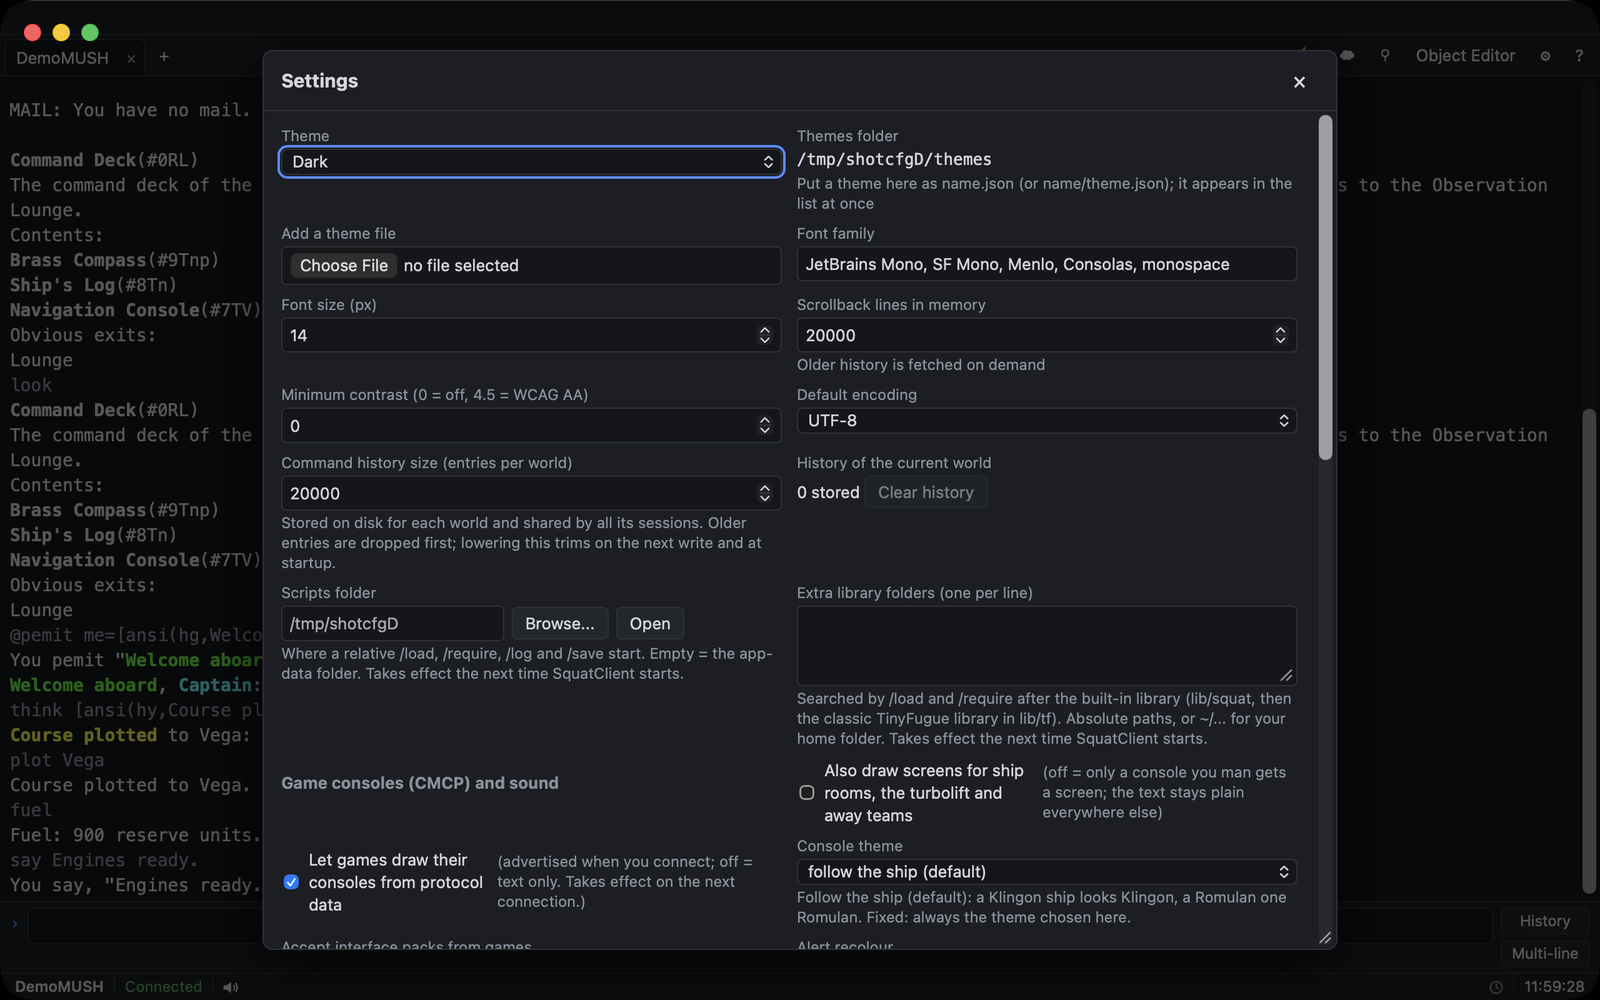 DemoMUSH × +
Object Editor ?
MAIL: You have no mail.
Command Deck(#0RL)
The command deck of the
s to the Observation
Lounge.
Contents:
Brass Compass(#9Tnp)
Ship's Log(#8Tn)
Navigation Console(#7TV)
Obvious exits:
Lounge
look
Command Deck(#0RL)
The command deck of the
s to the Observation
Lounge.
Contents:
Brass Compass(#9Tnp)
Ship's Log(#8Tn)
Navigation Console(#7TV)
Obvious exits:
Lounge
@pemit me=[ansi(hg,Welco
You pemit "Welcome aboar
Welcome aboard, Captain:
think [ansi(hy,Course pl
Course plotted to Vega:
plot Vega
Course plotted to Vega.
fuel
Fuel: 900 reserve units.
say Engines ready.
You say, "Engines ready.
Settings
Theme
Dark
Themes folder
/tmp/shotcfgD/themes
Put a theme here as name.json (or name/theme.json); it appears in the
list at once
Add a theme file
Choose File no file selected
Font family
JetBrains Mono, SF Mono, Menlo, Consolas, monospace
Font size (px)
14
Scrollback lines in memory
20000
Older history is fetched on demand
Minimum contrast (0 = off, 4.5 = WCAG AA)
0
Default encoding
UTF-8
Command history size (entries per world)
20000
Stored on disk for each world and shared by all its sessions. Older
entries are dropped first; lowering this trims on the next write and at
startup.
History of the current world
0 stored Clear history
Scripts folder
/tmp/shotcfgD Browse... Open
Where a relative /load, /require, /log and /save start. Empty = the app-
data folder. Takes effect the next time SquatClient starts.
Extra library folders (one per line)
Searched by /load and /require after the built-in library (lib/squat, then
the classic TinyFugue library in lib/tf). Absolute paths, or ~/... for your
home folder. Takes effect the next time SquatClient starts.
Game consoles (CMCP) and sound
Also draw screens for ship
rooms, the turbolift and
away teams
(off = only a console you man gets
a screen; the text stays plain
everywhere else)
Let games draw their
consoles from protocol
data
(advertised when you connect; off =
text only. Takes effect on the next
connection.)
Console theme
follow the ship (default)
Follow the ship (default): a Klingon ship looks Klingon, a Romulan one
Romulan. Fixed: always the theme chosen here.
Accept interface packs from games
Alert recolour
History
Multi-line
DemoMUSH Connected
11:59:28